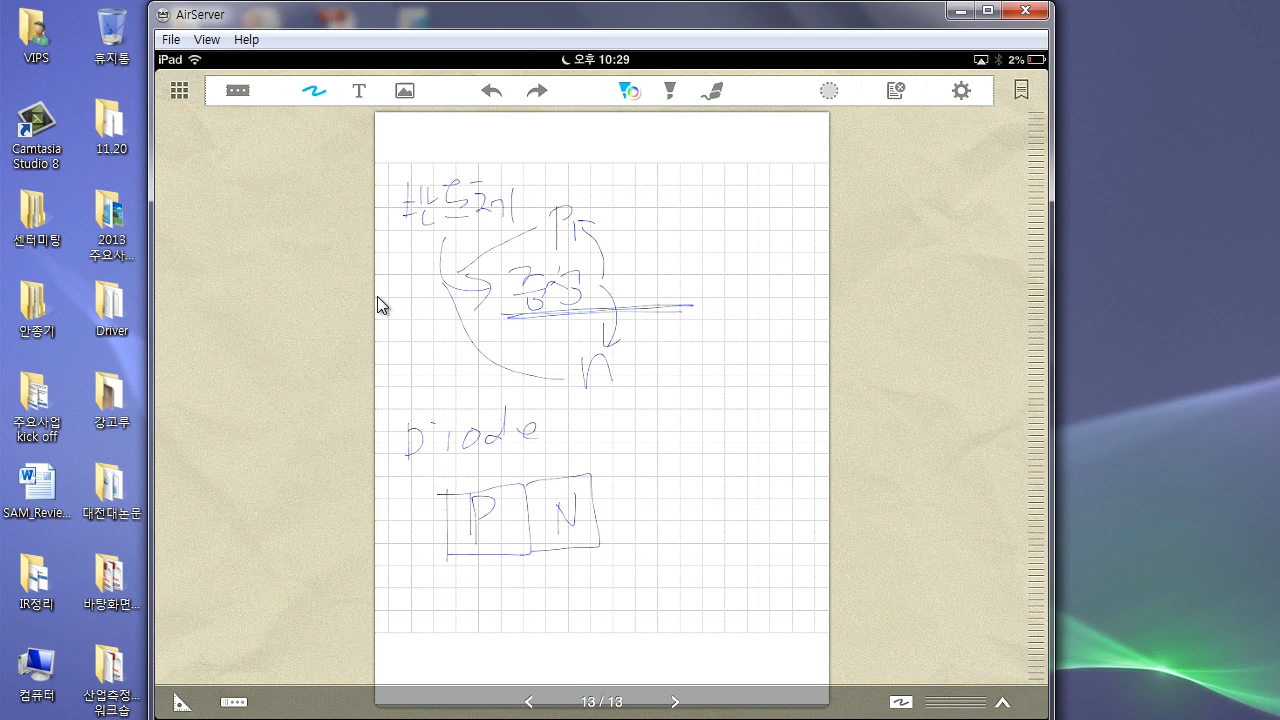 AirServer
File View Help
iPad 오후 10:29 2%
VIPS
휴지통
Camtasia Studio 8
11.20
센터미팅
2013 주요사...
안종기
Driver
주요사업 kick off
강고루
SAM_Revie...
대전대논문
IR정리
바탕화면...
컴퓨터
산업측정... 워크숍
T
반도체
P
n
Diode
P N
13 / 13